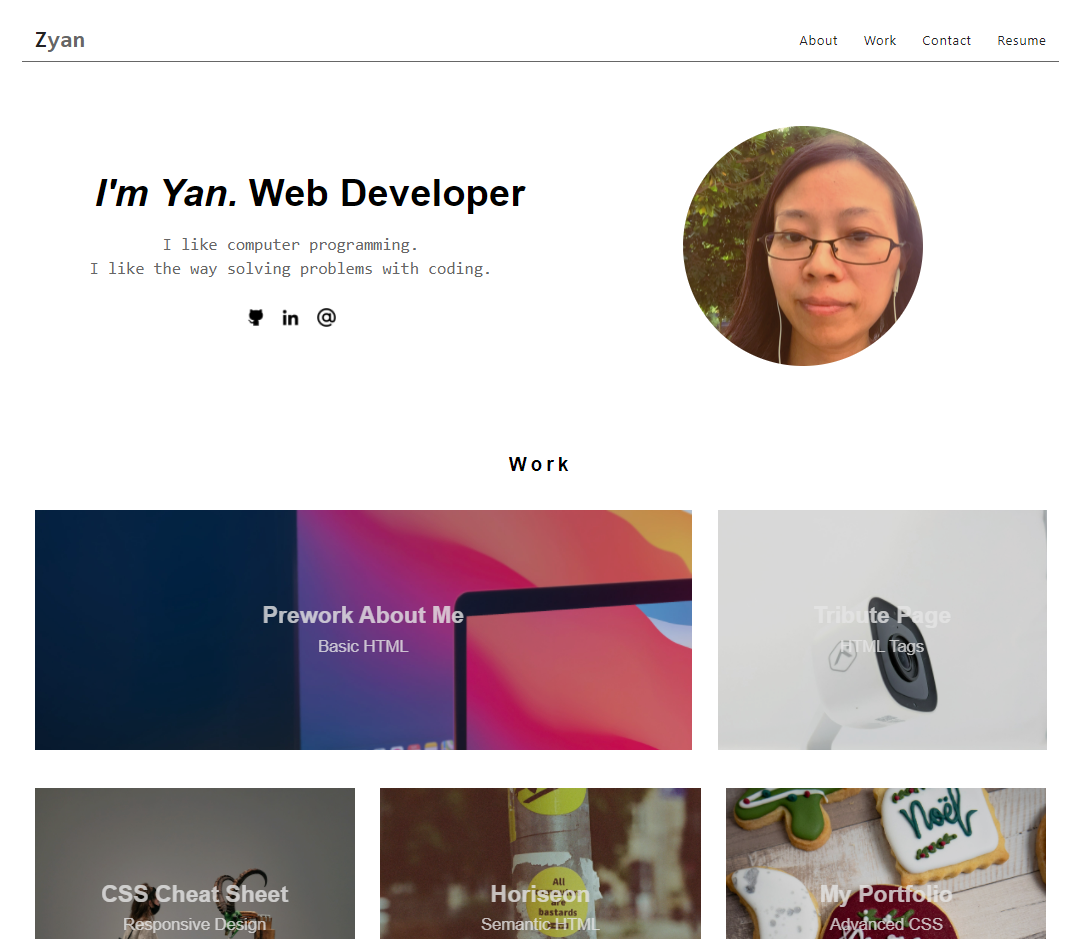 Zyan
About
Work
Contact
Resume
I'm Yan. Web Developer
I like computer programming.
I like the way solving problems with coding.
in
@
Work
Prework About Me
Basic HTML
Tribute Page
HTML Tags
CSS Cheat Sheet
Responsive Design
All
are
bastards
Horiseon
Semantic HTML
Noël
My Portfolio
Advanced CSS